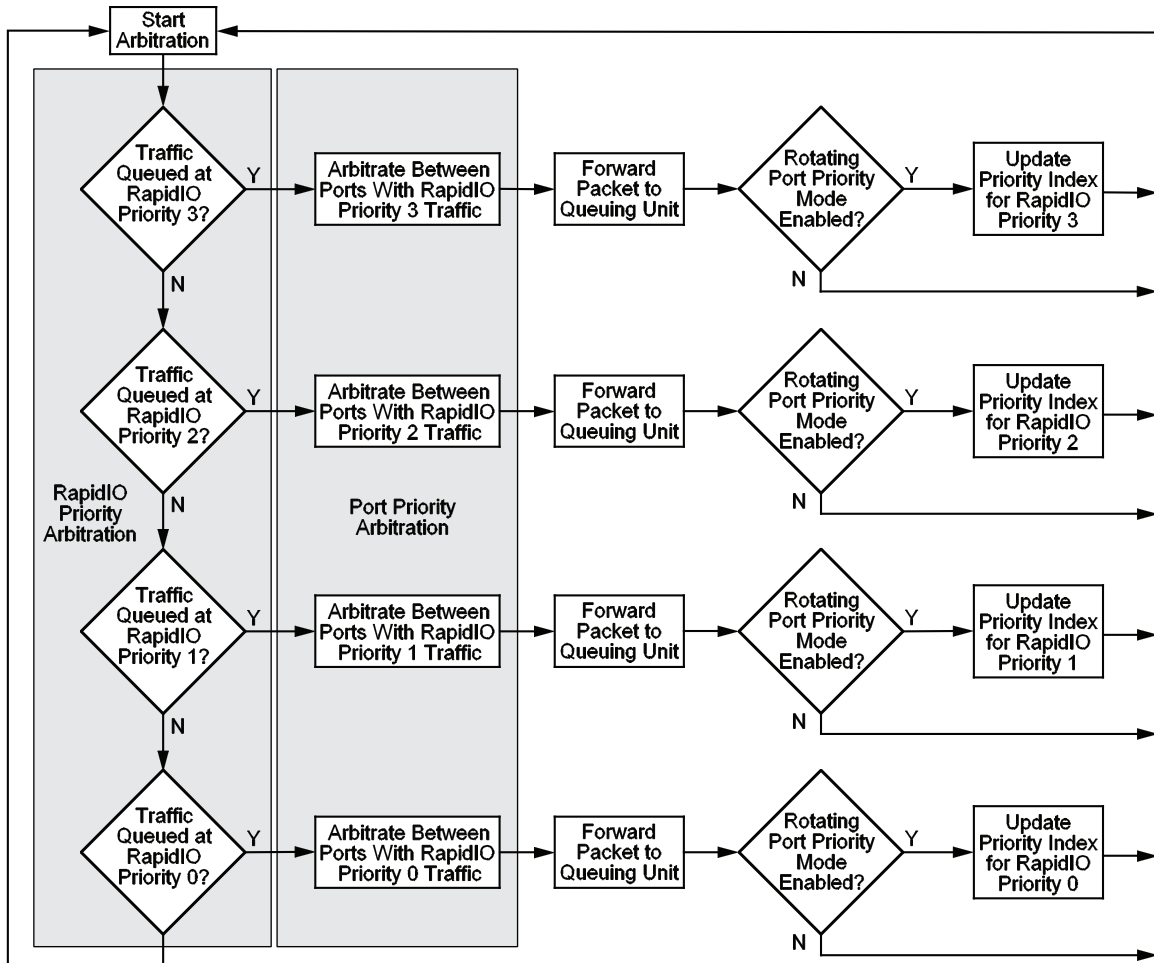 Start
Arbitration
Traffic
Queued at
RapidIO
Priority 3?
Y
N
Arbitrate Between
Ports With RapidIO
Priority 3 Traffic
Forward
Packet to
Queuing Unit
Rotating
Port Priority
Mode
Enabled?
Y
N
Update
Priority Index
for RapidIO
Priority 3
Traffic
Queued at
RapidIO
Priority 2?
Y
N
Arbitrate Between
Ports With RapidIO
Priority 2 Traffic
Forward
Packet to
Queuing Unit
Rotating
Port Priority
Mode
Enabled?
Y
N
Update
Priority Index
for RapidIO
Priority 2
RapidIO
Priority
Arbitration
Port Priority
Arbitration
Traffic
Queued at
RapidIO
Priority 1?
Y
N
Arbitrate Between
Ports With RapidIO
Priority 1 Traffic
Forward
Packet to
Queuing Unit
Rotating
Port Priority
Mode
Enabled?
Y
N
Update
Priority Index
for RapidIO
Priority 1
Traffic
Queued at
RapidIO
Priority 0?
Y
Arbitrate Between
Ports With RapidIO
Priority 0 Traffic
Forward
Packet to
Queuing Unit
Rotating
Port Priority
Mode
Enabled?
Y
N
Update
Priority Index
for RapidIO
Priority 0